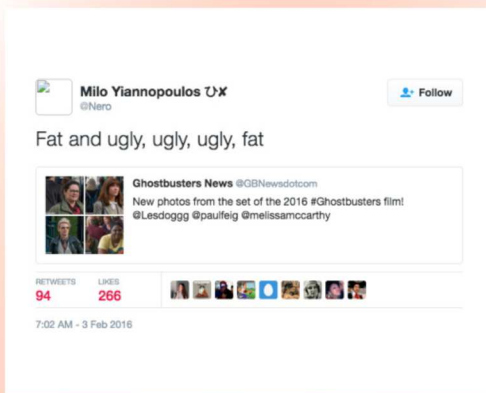 Milo Yiannopoulos ひ✘
@Nero
Follow
Fat and ugly, ugly, ugly, fat
Ghostbusters News @GBNewsdotcom
New photos from the set of the 2016 #Ghostbusters film!
@Lesdoggg @paulfeig @melissamccarthy
RETWEETS
94
LIKES
266
7:02 AM - 3 Feb 2016